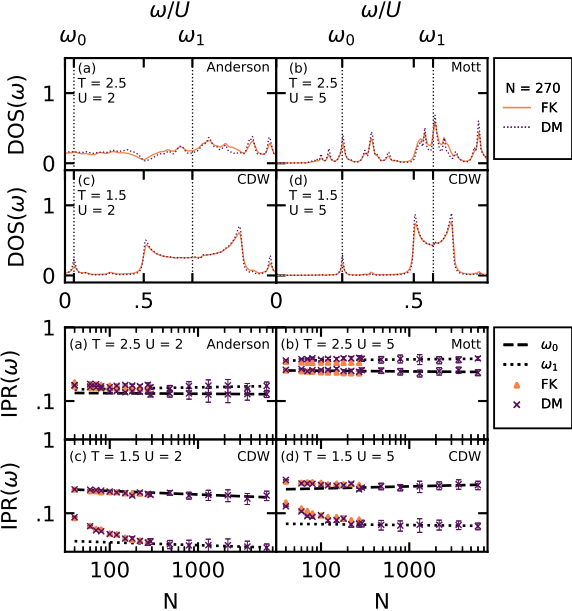 ω/U ω/U
ω₀ ω₁ ω₀ ω₁
(a) Anderson (b) Mott
T = 2.5 T = 2.5
U = 2 U = 5
DOS(ω)
1
0
N = 270
FK
DM
(c) CDW (d) CDW
T = 1.5 T = 1.5
U = 2 U = 5
DOS(ω)
1
0
0 .5 0 .5
(a) T = 2.5 U = 2 Anderson (b) T = 2.5 U = 5 Mott
IPR(ω)
1
.1
ω₀
ω₁
FK
DM
(c) T = 1.5 U = 2 CDW (d) T = 1.5 U = 5 CDW
IPR(ω)
1
.1
100 1000 100 1000
N N